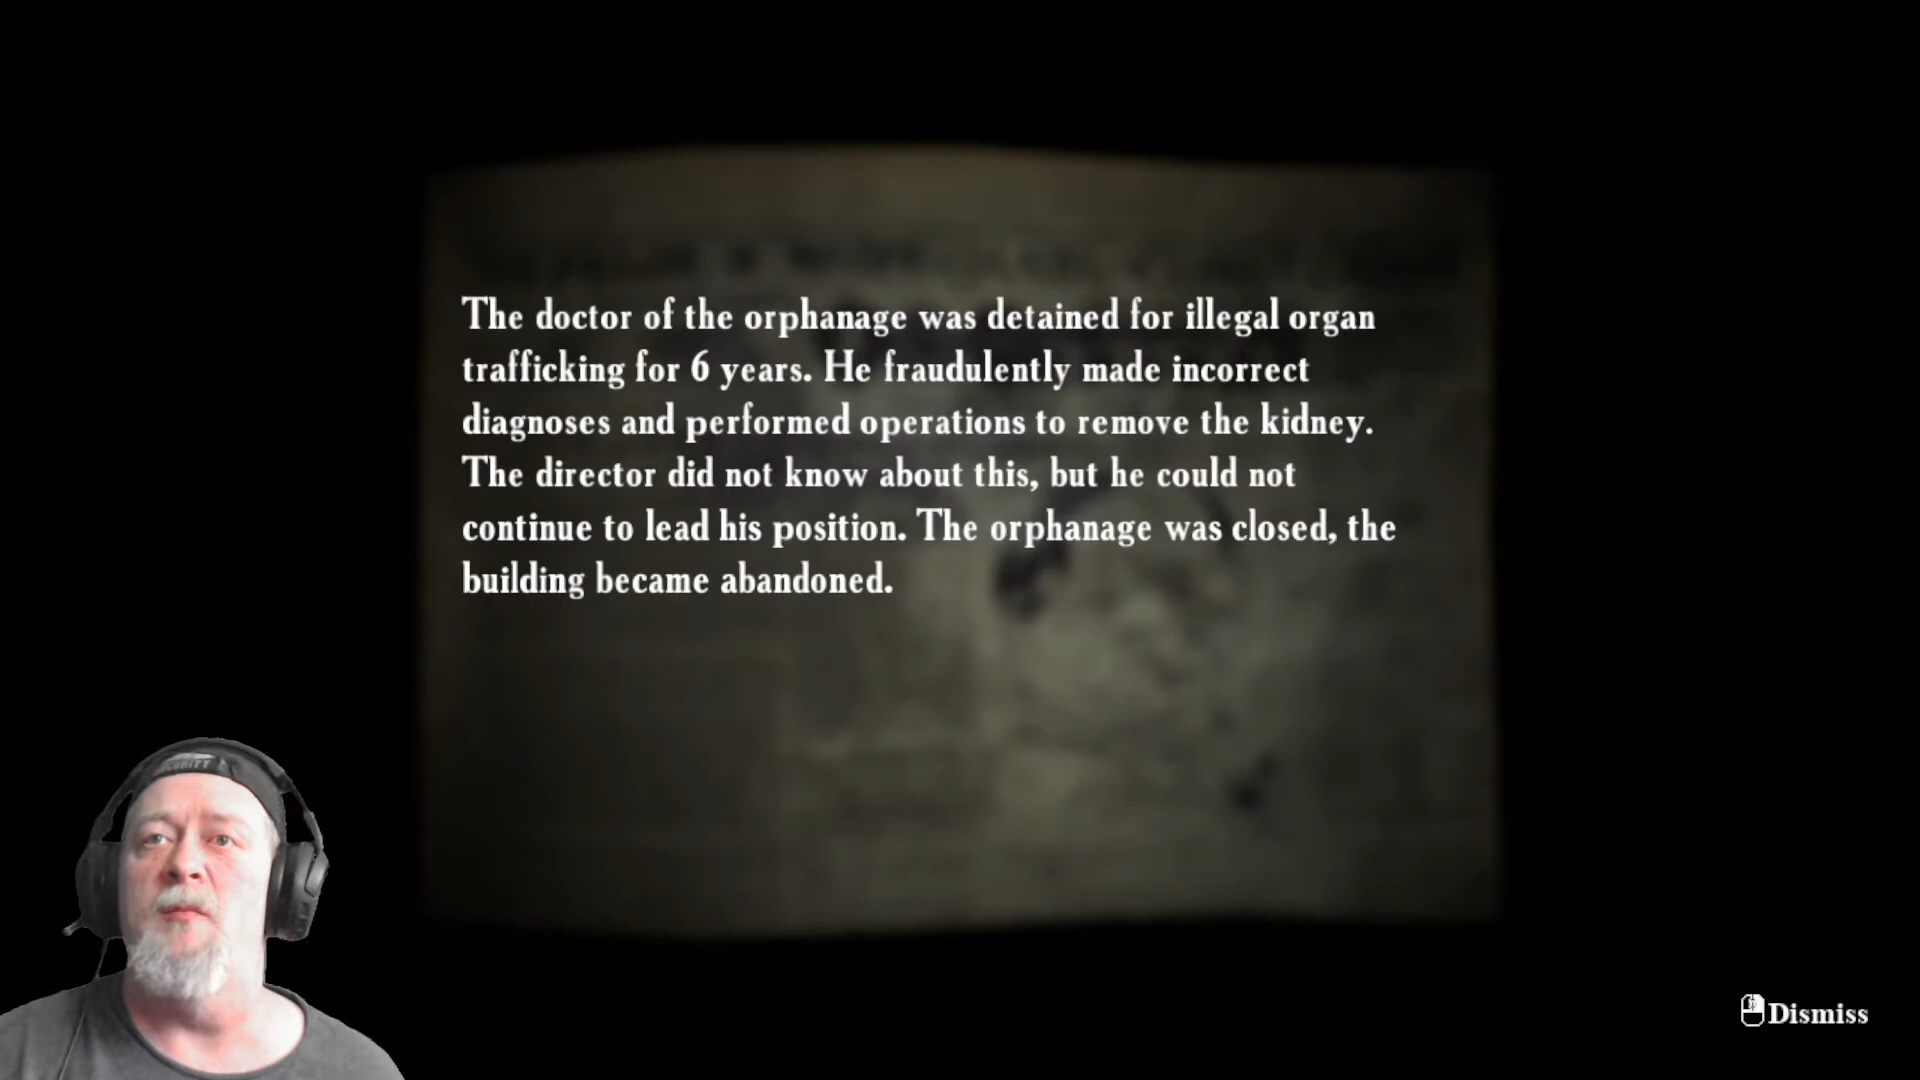 The doctor of the orphanage was detained for illegal organ
trafficking for 6 years. He fraudulently made incorrect
diagnoses and performed operations to remove the kidney.
The director did not know about this, but he could not
continue to lead his position. The orphanage was closed, the
building became abandoned.
Dismiss